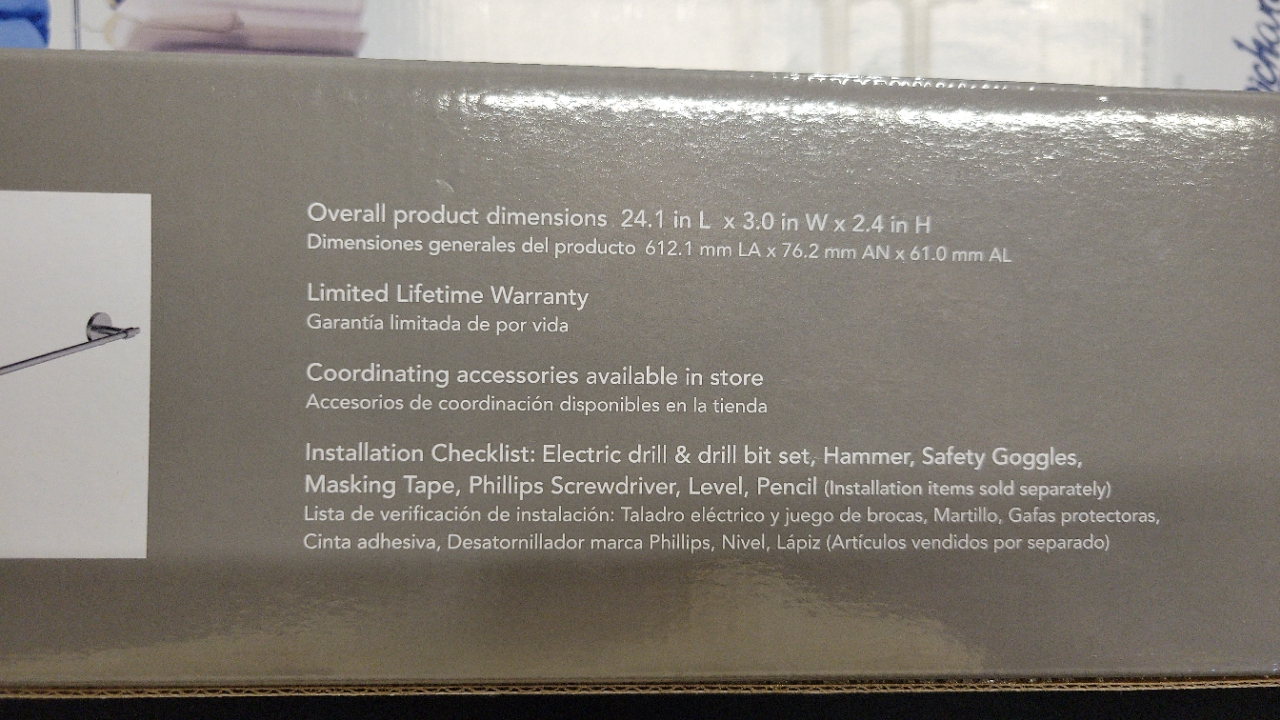 Overall product dimensions 24.1 in L x 3.0 in W x 2.4 in H
Dimensiones generales del producto 612.1 mm LA x 76.2 mm AN x 61.0 mm AL
Limited Lifetime Warranty
Garantía limitada de por vida
Coordinating accessories available in store
Accesorios de coordinación disponibles en la tienda
Installation Checklist: Electric drill & drill bit set, Hammer, Safety Goggles,
Masking Tape, Phillips Screwdriver, Level, Pencil (Installation items sold separately)
Lista de verificación de instalación: Taladro eléctrico y juego de brocas, Martillo, Gafas protectoras,
Cinta adhesiva, Desatornillador marca Phillips, Nivel, Lápiz (Artículos vendidos por separado)